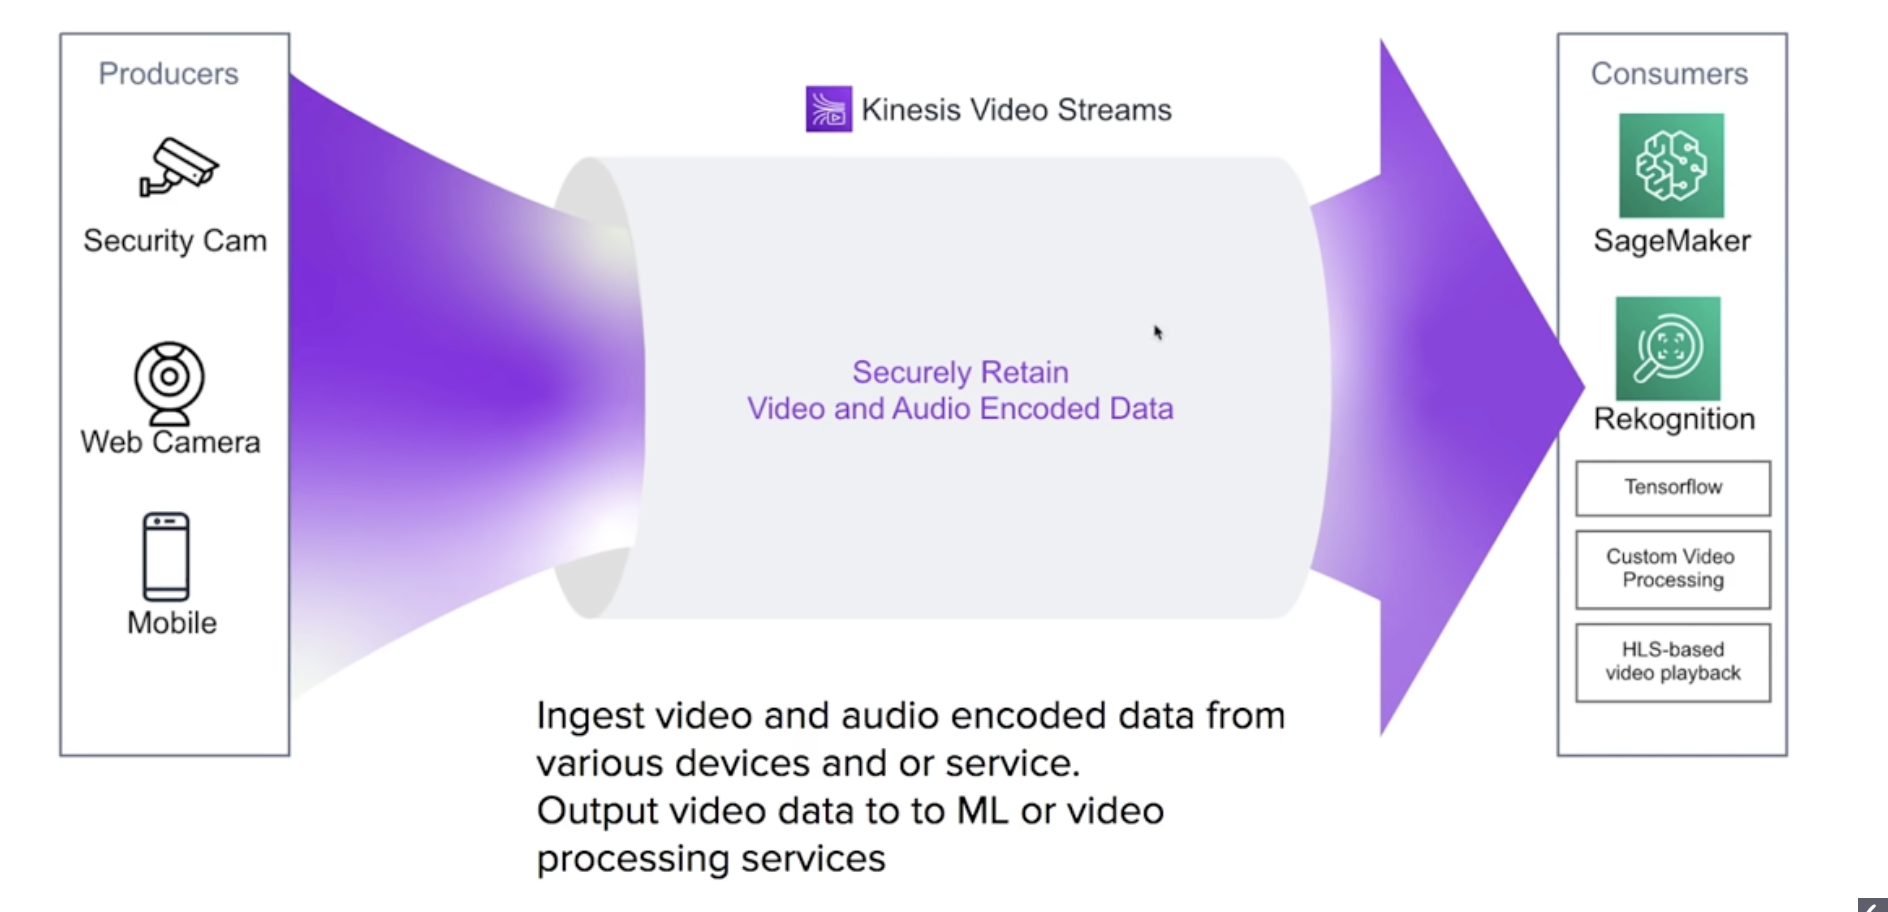 Producers
Security Cam
Web Camera
Mobile
Kinesis Video Streams
Securely Retain
Video and Audio Encoded Data
Ingest video and audio encoded data from
various devices and or service.
Output video data to to ML or video
processing services
Consumers
SageMaker
Rekognition
Tensorflow
Custom Video
Processing
HLS-based
video playback